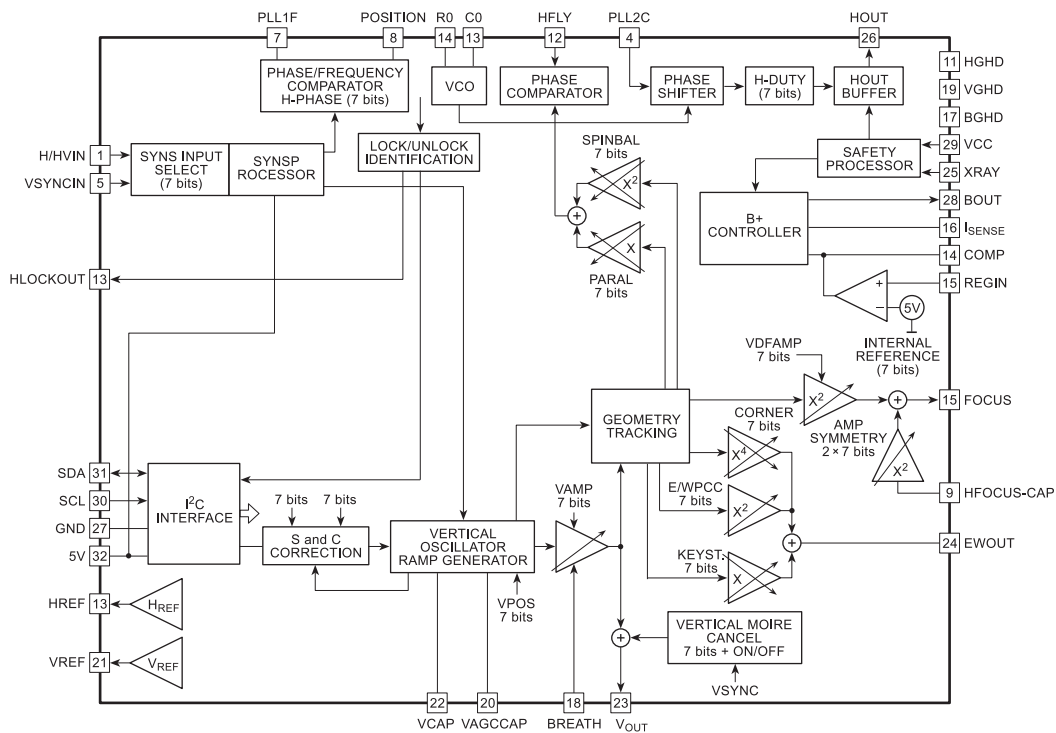 PLL1F
POSITION
R0
C0
HFLY
PLL2C
HOUT
7
8
14
13
12
4
26
11 HGHD
19 VGHD
17 BGHD
29 VCC
25 XRAY
28 BOUT
16 ISENSE
14 COMP
15 REGIN
PHASE/FREQUENCY
COMPARATOR
H-PHASE (7 bits)
VCO
PHASE
COMPARATOR
PHASE
SHIFTER
H-DUTY
(7 bits)
HOUT
BUFFER
LOCK/UNLOCK
IDENTIFICATION
H/HVIN 1
VSYNCIN 5
SYNS INPUT
SELECT
(7 bits)
SYNSP
ROCESSOR
SPINBAL
7 bits
X2
X
PARAL
7 bits
+
SAFETY
PROCESSOR
B+
CONTROLLER
+
−
5V
INTERNAL
REFERENCE
(7 bits)
HLOCKOUT 13
VDFAMP
7 bits
X2
+
15 FOCUS
AMP
SYMMETRY
2 × 7 bits
X2
9 HFOCUS-CAP
GEOMETRY
TRACKING
CORNER
7 bits
X4
E/WPCC
7 bits
X2
KEYST.
7 bits
X
+
24 EWOUT
SDA 31
SCL 30
GND 27
5V 32
I2C
INTERFACE
7 bits
7 bits
S and C
CORRECTION
VERTICAL
OSCILLATOR
RAMP GENERATOR
VAMP
7 bits
VPOS
7 bits
HREF 13
HREF
VREF 21
VREF
+
VERTICAL MOIRE
CANCEL
7 bits + ON/OFF
VSYNC
22
20
18
23
VCAP
VAGCCAP
BREATH
VOUT